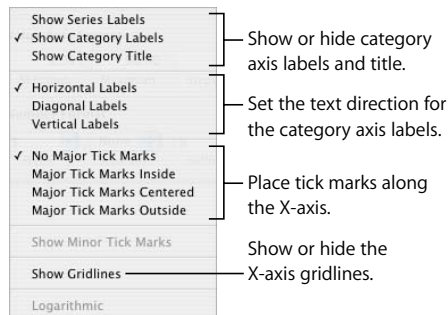 Show Series Labels
✓ Show Category Labels
Show Category Title
Show or hide category
axis labels and title.
✓ Horizontal Labels
Diagonal Labels
Vertical Labels
Set the text direction for
the category axis labels.
✓ No Major Tick Marks
Major Tick Marks Inside
Major Tick Marks Centered
Major Tick Marks Outside
Place tick marks along
the X-axis.
Show Minor Tick Marks
Show Gridlines
Show or hide the
X-axis gridlines.
Logarithmic